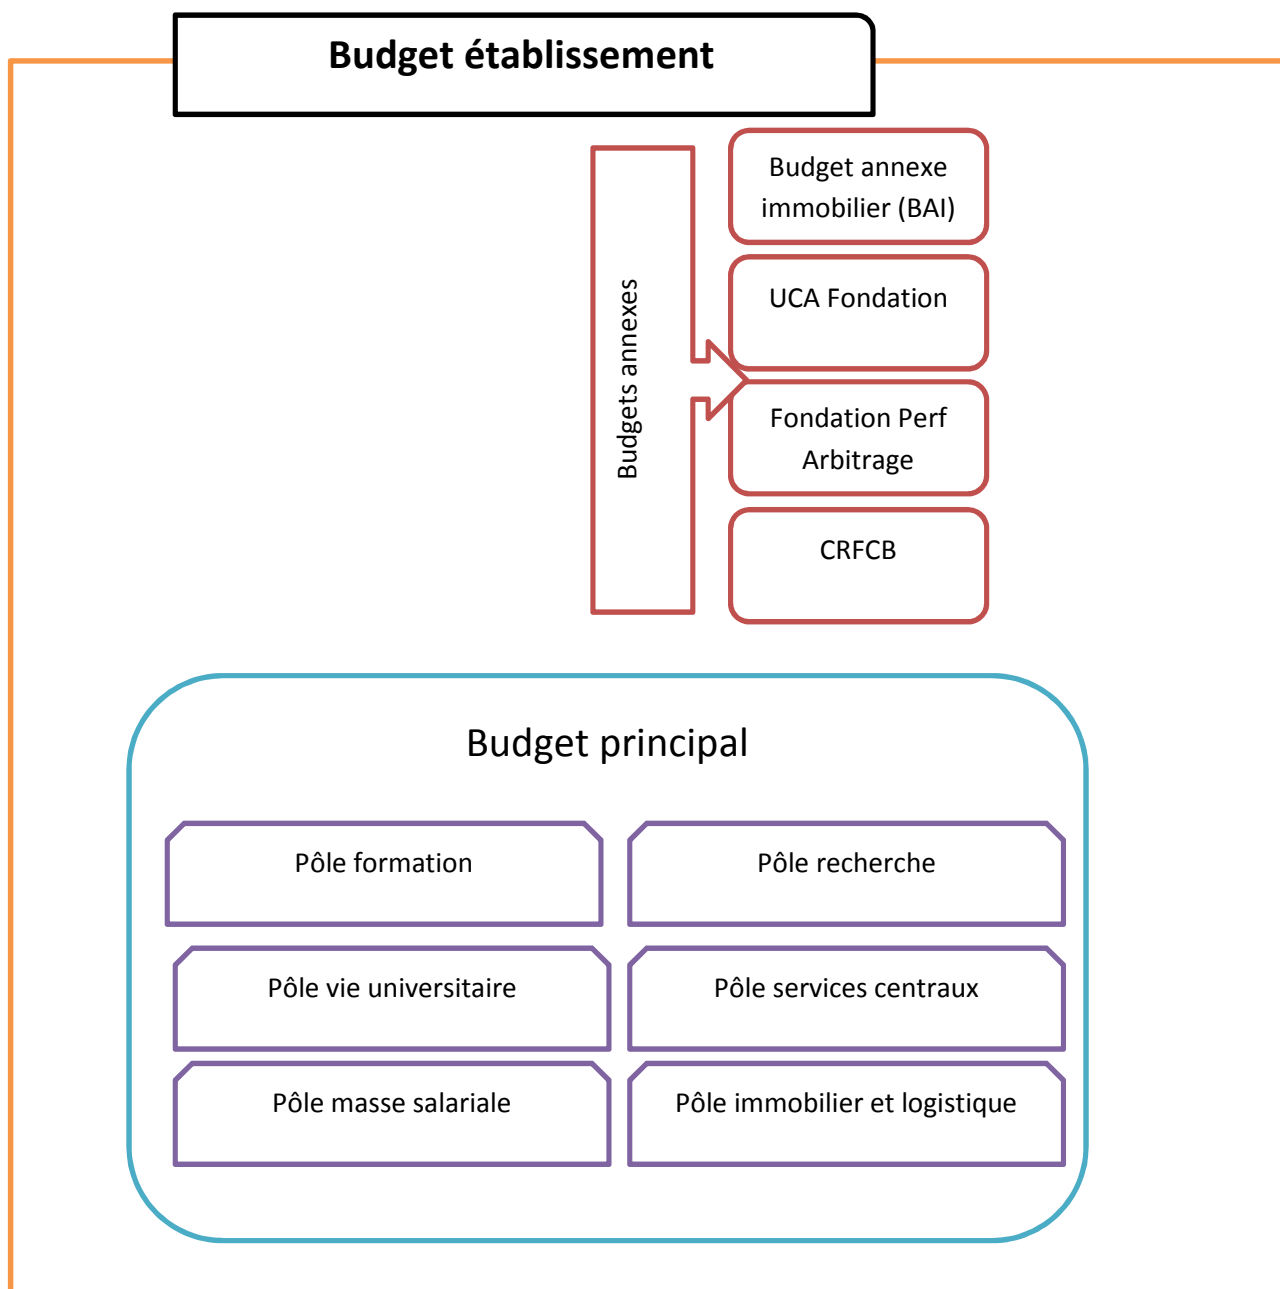 Budget établissement
Budgets annexes
Budget annexe
immobilier (BAI)
UCA Fondation
Fondation Perf
Arbitrage
CRFCB
Budget principal
Pôle formation
Pôle recherche
Pôle vie universitaire
Pôle services centraux
Pôle masse salariale
Pôle immobilier et logistique